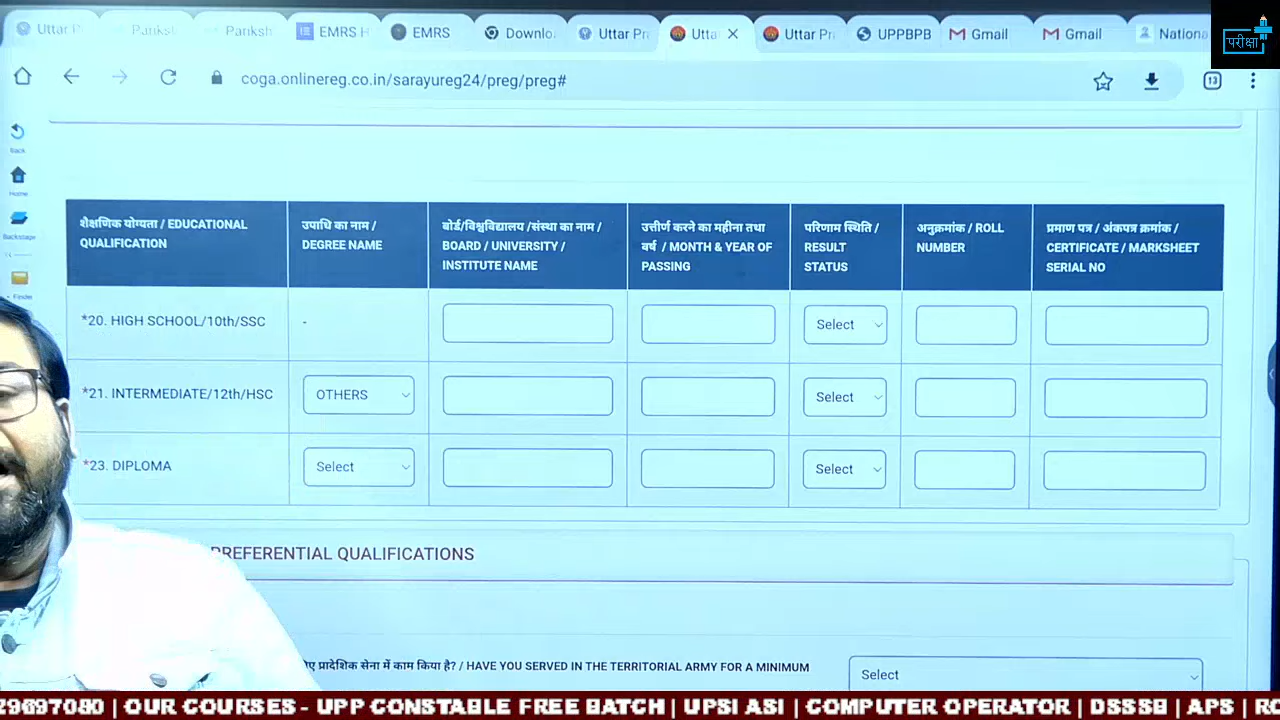 Uttar P
Pariksh
Pariksh
EMRS H
EMRS
Downlo
Uttar Pr
Utta
Uttar Pr
UPPBPB
Gmail
Gmail
Nationa
परीक्षा
coga.onlinereg.co.in/sarayureg24/preg/preg#
13
Back
Home
Backstage
Finder
शैक्षणिक योग्यता / EDUCATIONAL
QUALIFICATION
उपाधि का नाम /
DEGREE NAME
बोर्ड/विश्वविद्यालय /संस्था का नाम /
BOARD / UNIVERSITY /
INSTITUTE NAME
उत्तीर्ण करने का महीना तथा
वर्ष / MONTH & YEAR OF
PASSING
परिणाम स्थिति /
RESULT
STATUS
अनुक्रमांक / ROLL
NUMBER
प्रमाण पत्र / अंकपत्र क्रमांक /
CERTIFICATE / MARKSHEET
SERIAL NO
*20. HIGH SCHOOL/10th/SSC
-
Select
*21. INTERMEDIATE/12th/HSC
OTHERS
Select
*23. DIPLOMA
Select
Select
PREFERENTIAL QUALIFICATIONS
प्रादेशिक सेना में काम किया है? / HAVE YOU SERVED IN THE TERRITORIAL ARMY FOR A MINIMUM
Select
29697080 | OUR COURSES - UPP CONSTABLE FREE BATCH | UPSI ASI | COMPUTER OPERATOR | DSSSB | APS | RO